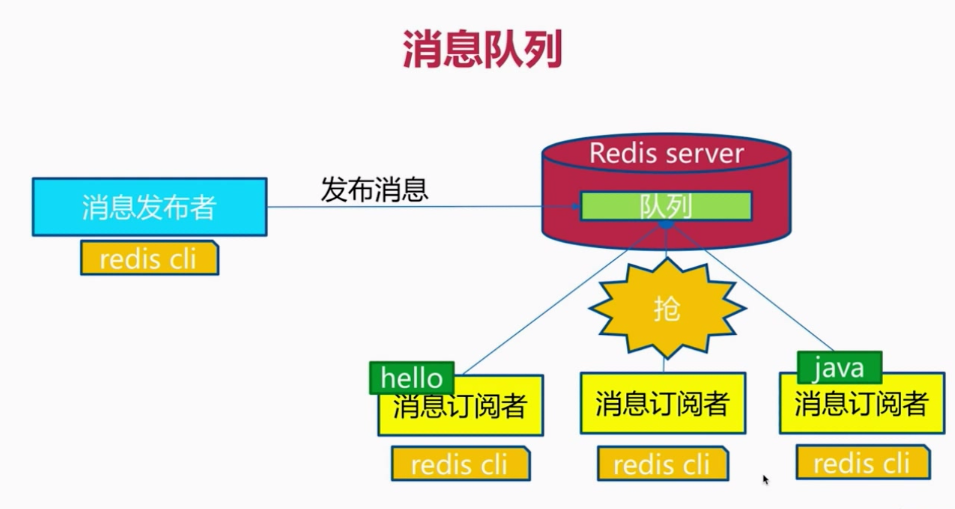 消息队列
Redis server
队列
消息发布者
发布消息
redis cli
抢
hello
java
消息订阅者
消息订阅者
消息订阅者
redis cli
redis cli
redis cli